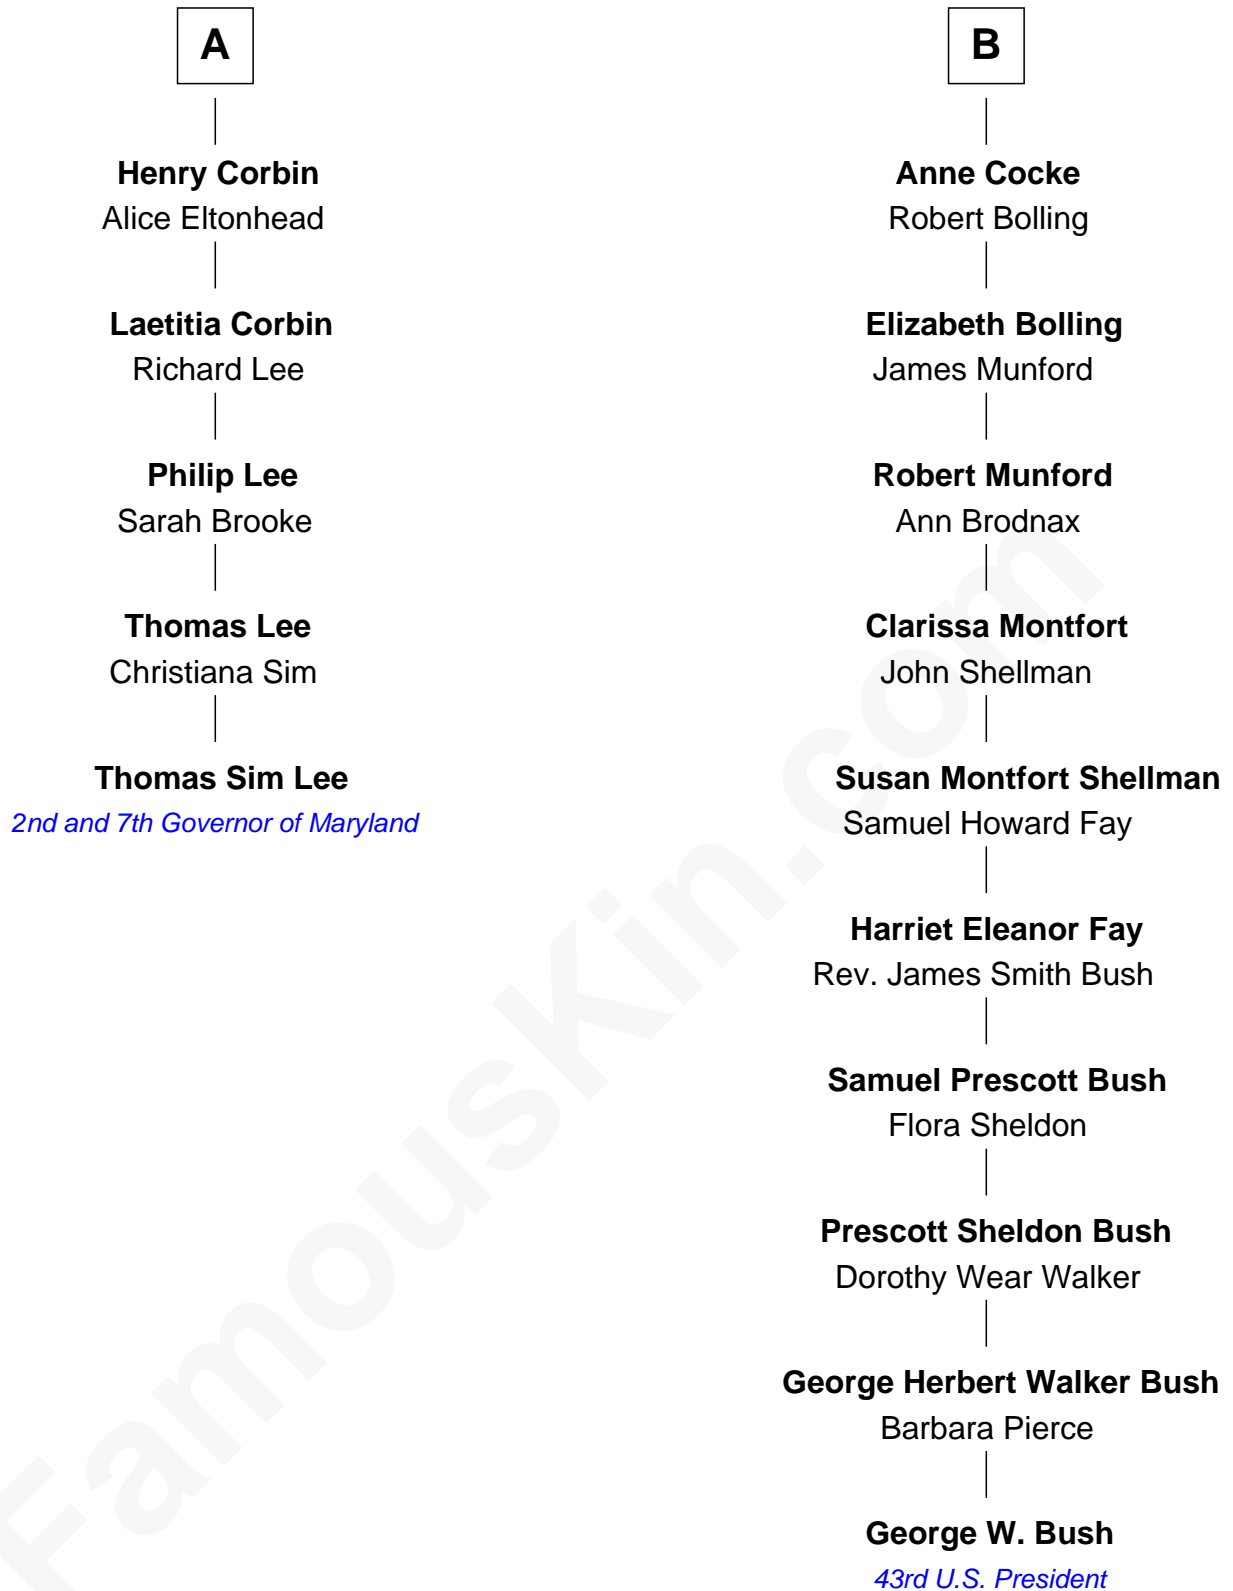 A
Henry Corbin
Alice Eltonhead
Laetitia Corbin
Richard Lee
Philip Lee
Sarah Brooke
Thomas Lee
Christiana Sim
Thomas Sim Lee
2nd and 7th Governor of Maryland
B
Anne Cocke
Robert Bolling
Elizabeth Bolling
James Munford
Robert Munford
Ann Brodnax
Clarissa Montfort
John Shellman
Susan Montfort Shellman
Samuel Howard Fay
Harriet Eleanor Fay
Rev. James Smith Bush
Samuel Prescott Bush
Flora Sheldon
Prescott Sheldon Bush
Dorothy Wear Walker
George Herbert Walker Bush
Barbara Pierce
George W. Bush
43rd U.S. President
FamousKin.com